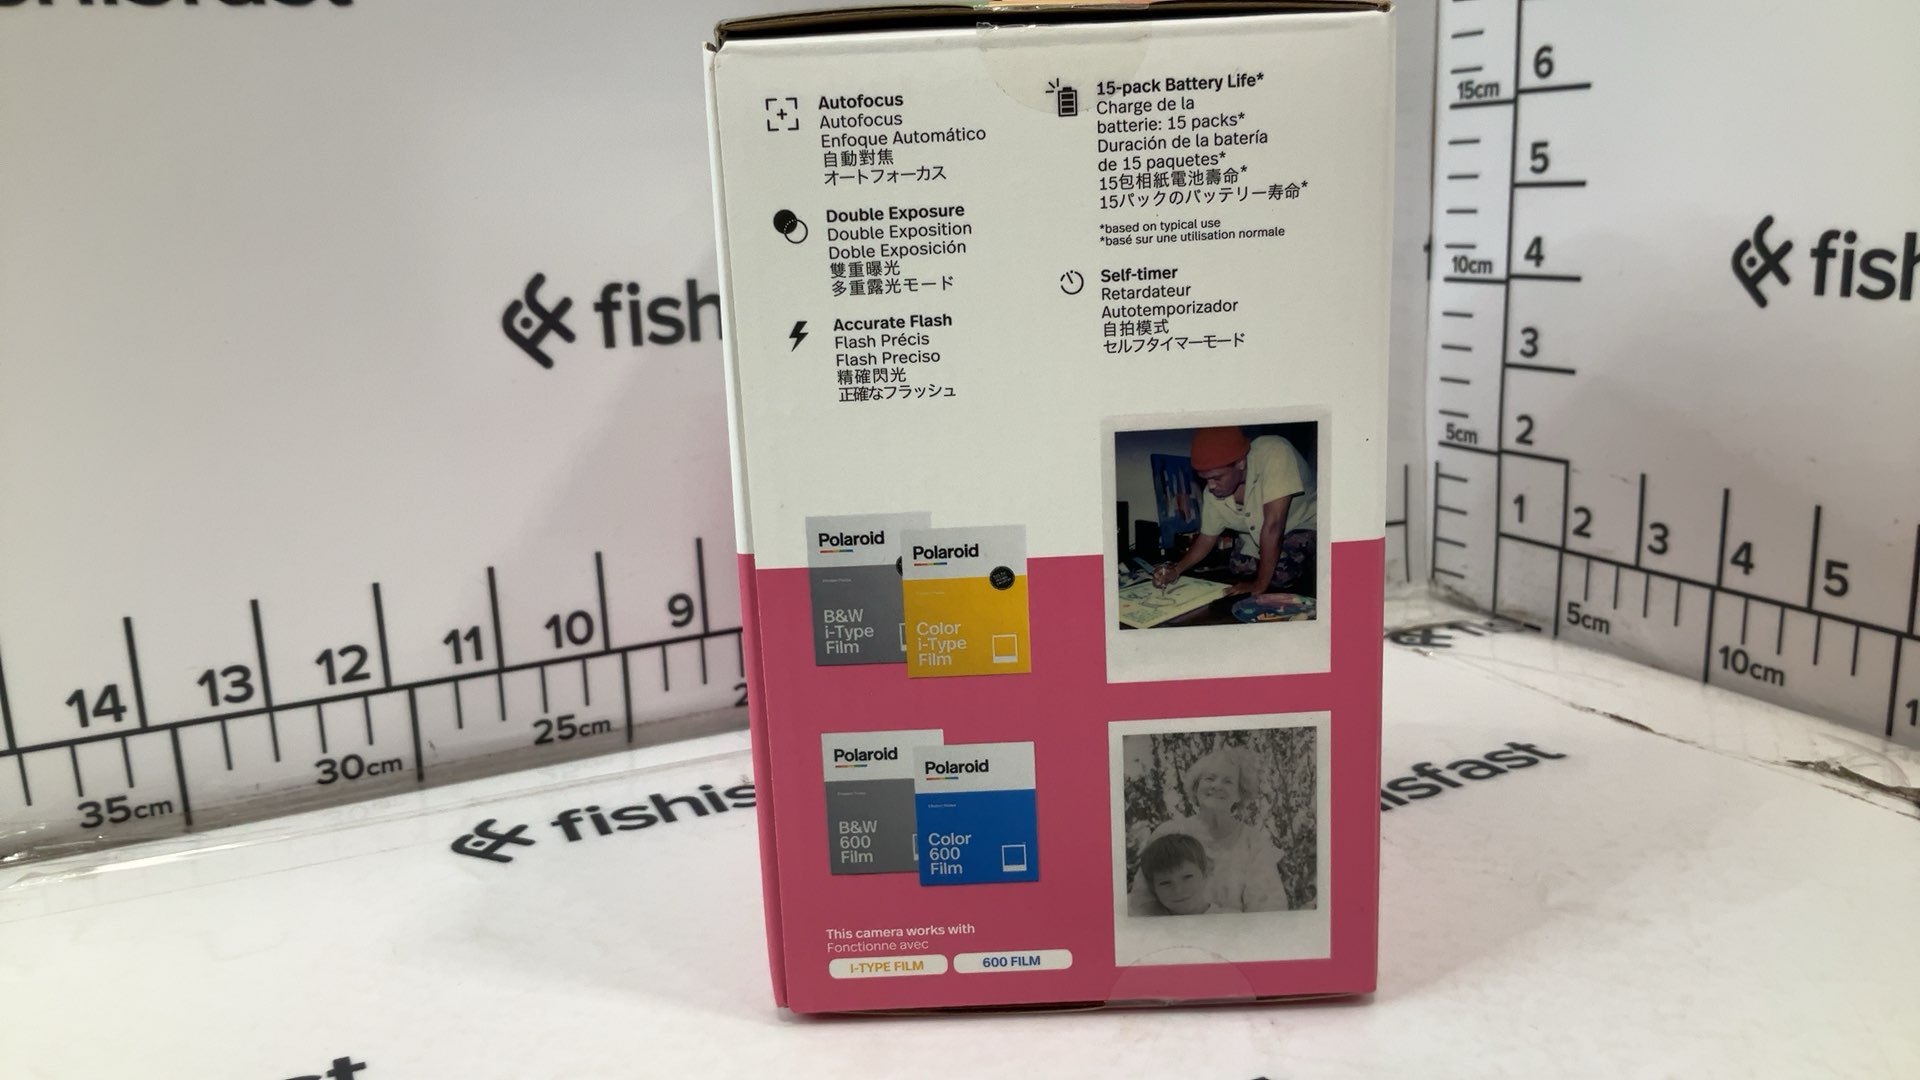 Autofocus
Autofocus
Enfoque Automático
自動對焦
オートフォーカス
Double Exposure
Double Exposition
Doble Exposición
雙重曝光
多重露光モード
Accurate Flash
Flash Précis
Flash Preciso
精確閃光
正確なフラッシュ
15-pack Battery Life*
Charge de la
batterie: 15 packs*
Duración de la batería
de 15 paquetes*
15包相紙電池壽命*
15パックのバッテリー寿命*
*based on typical use
*basé sur une utilisation normale
Self-timer
Retardateur
Autotemporizador
自拍模式
セルフタイマーモード
Polaroid
B&W
i-Type
Film
Polaroid
Color
i-Type
Film
Polaroid
B&W
600
Film
Polaroid
Color
600
Film
This camera works with
Fonctionne avec
I-TYPE FILM
600 FILM
fish
fishis
isfast
fish
14
13
12
11
10
9
35cm
30cm
25cm
6
15cm
5
4
10cm
3
2
5cm
1
2
3
4
5
5cm
10cm